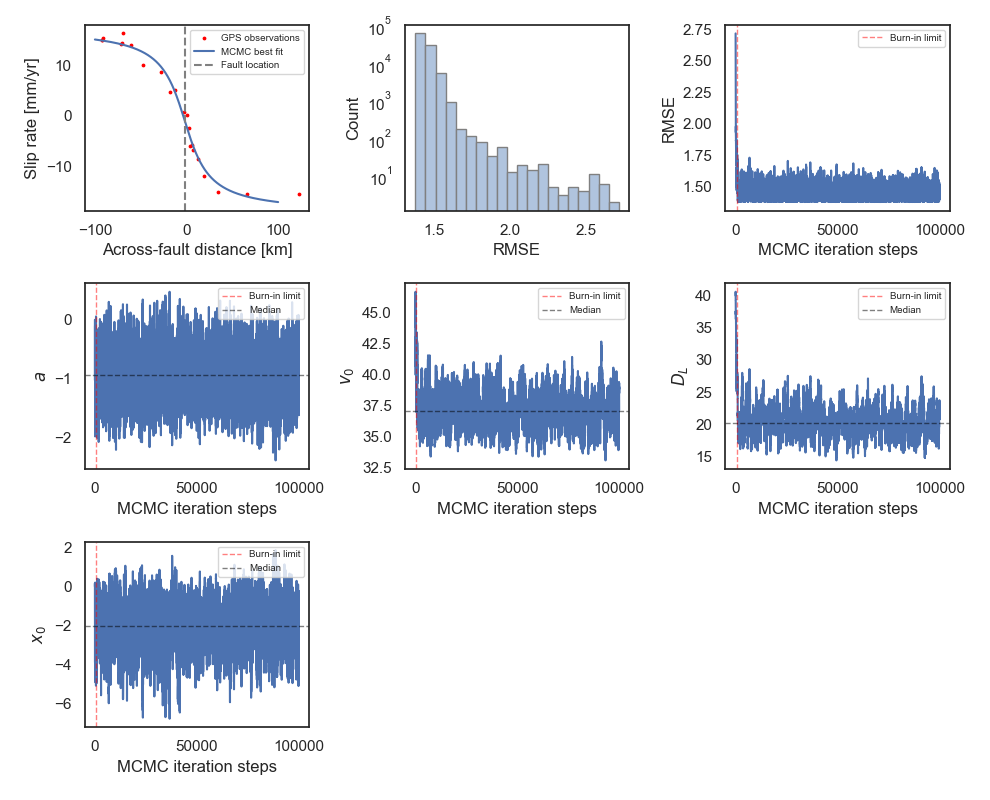 Slip rate [mm/yr]
10
0
−10
GPS observations
MCMC best fit
Fault location
−100
0
100
Across-fault distance [km]
Count
10^5
10^4
10^3
10^2
10^1
1.5
2.0
2.5
RMSE
RMSE
2.75
2.50
2.25
2.00
1.75
1.50
Burn-in limit
0
50000
100000
MCMC iteration steps
a
0
−1
−2
Burn-in limit
Median
0
50000
100000
MCMC iteration steps
v_0
45.0
42.5
40.0
37.5
35.0
32.5
Burn-in limit
Median
0
50000
100000
MCMC iteration steps
D_L
40
35
30
25
20
15
Burn-in limit
Median
0
50000
100000
MCMC iteration steps
x_0
2
0
−2
−4
−6
Burn-in limit
Median
0
50000
100000
MCMC iteration steps